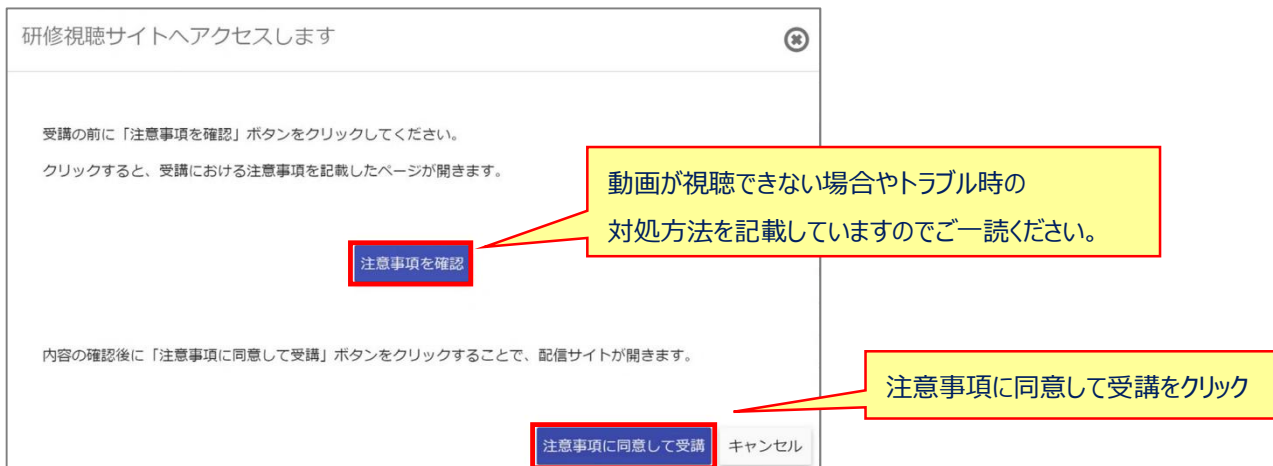 研修視聴サイトへアクセスします
受講の前に「注意事項を確認」ボタンをクリックしてください。
クリックすると、受講における注意事項を記載したページが開きます。
動画が視聴できない場合やトラブル時の
対処方法を記載していますのでご一読ください。
注意事項を確認
内容の確認後に「注意事項に同意して受講」ボタンをクリックすることで、配信サイトが開きます。
注意事項に同意して受講をクリック
注意事項に同意して受講
キャンセル